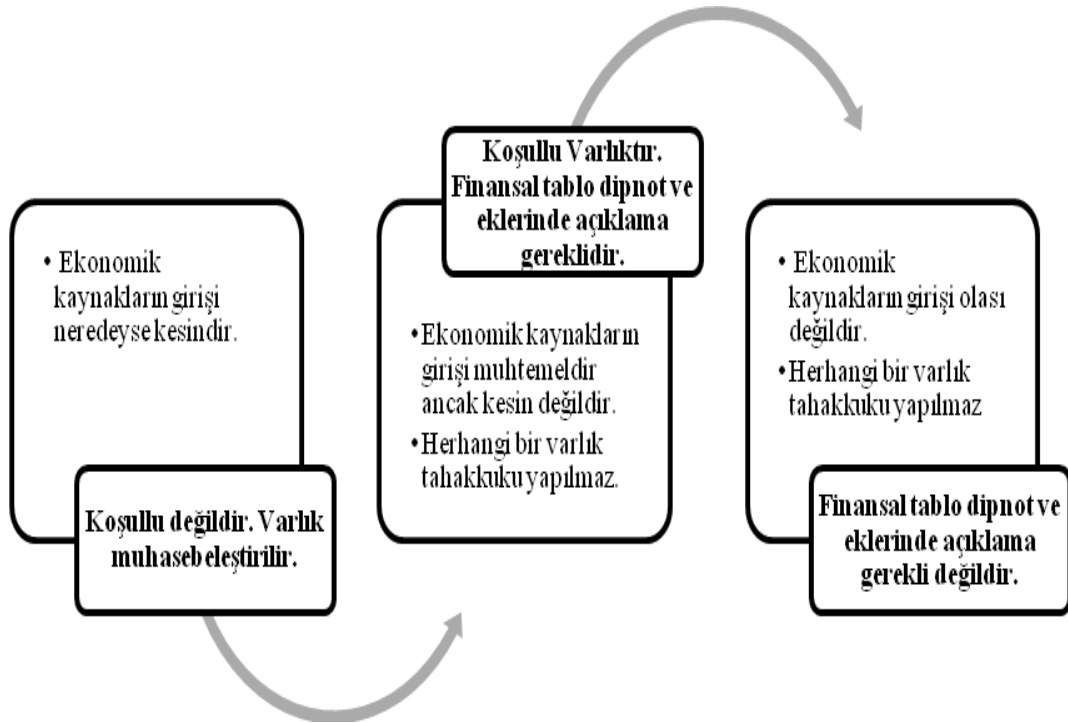 • Ekonomik
kaynakların girişi
neredeyse kesindir.
Koşullu değildir. Varlık
muhasebeleştirilir.
Koşullu Varlıktır.
Finansal tablo dipnot ve
eklerinde açıklama
gereklidir.
• Ekonomik kaynakların
girişi muhtemeldir
ancak kesin değildir.
• Herhangi bir varlık
tahakkuku yapılmaz.
• Ekonomik
kaynakların girişi olası
değildir.
• Herhangi bir varlık
tahakkuku yapılmaz
Finansal tablo dipnot ve
eklerinde açıklama
gerekli değildir.